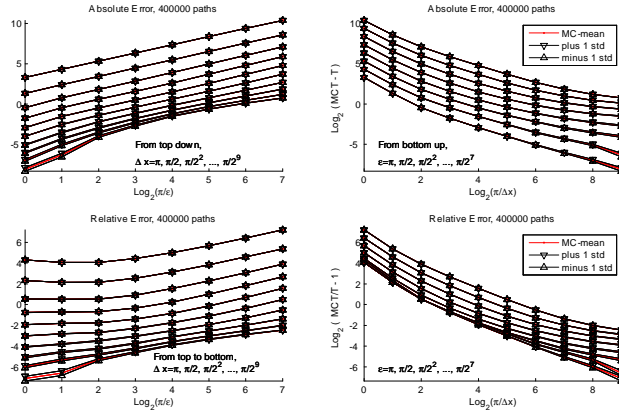 Absolute Error, 400000 paths
10
5
0
-5
From top down,
Δ x=π, π/2, π/2², ..., π/2⁹
0 1 2 3 4 5 6 7
Log₂(π/ε)
Absolute Error, 400000 paths
MC-mean
plus 1 std
minus 1 std
10
5
0
-5
Log₂ (MCT - T)
From bottom up,
ε=π, π/2, π/2², ..., π/2⁷
0 2 4 6 8
Log₂(π/Δx)
Relative Error, 400000 paths
6
4
2
0
-2
-4
-6
From top to bottom,
Δ x=π, π/2, π/2², ..., π/2⁹
0 1 2 3 4 5 6 7
Log₂(π/ε)
Relative Error, 400000 paths
MC-mean
plus 1 std
minus 1 std
6
4
2
0
-2
-4
-6
Log₂ ( MCT/T - 1)
ε=π, π/2, π/2², ..., π/2⁷
0 2 4 6 8
Log₂(π/Δx)